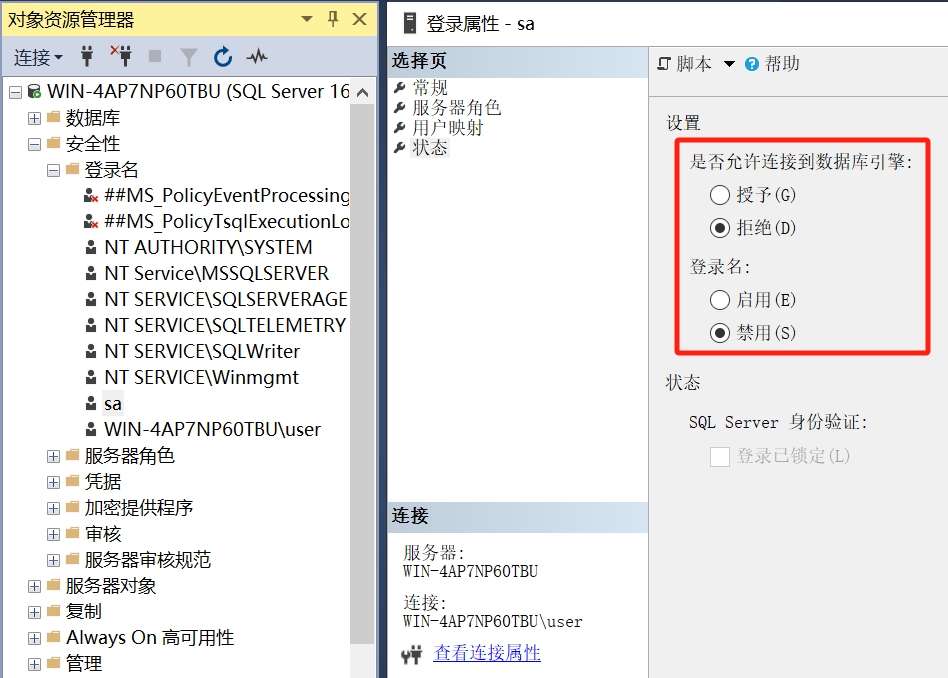 对象资源管理器
连接
WIN-4AP7NP60TBU (SQL Server 16
数据库
安全性
登录名
##MS_PolicyEventProcessing
##MS_PolicyTsqlExecutionLo
NT AUTHORITY\SYSTEM
NT Service\MSSQLSERVER
NT SERVICE\SQLSERVERAGE
NT SERVICE\SQLTELEMETRY
NT SERVICE\SQLWriter
NT SERVICE\Winmgmt
sa
WIN-4AP7NP60TBU\user
服务器角色
凭据
加密提供程序
审核
服务器审核规范
服务器对象
复制
Always On 高可用性
管理
登录属性 - sa
选择页
常规
服务器角色
用户映射
状态
连接
服务器:
WIN-4AP7NP60TBU
连接:
WIN-4AP7NP60TBU\user
查看连接属性
脚本 帮助
设置
是否允许连接到数据库引擎:
授予(G)
拒绝(D)
登录名:
启用(E)
禁用(S)
状态
SQL Server 身份验证:
登录已锁定(L)